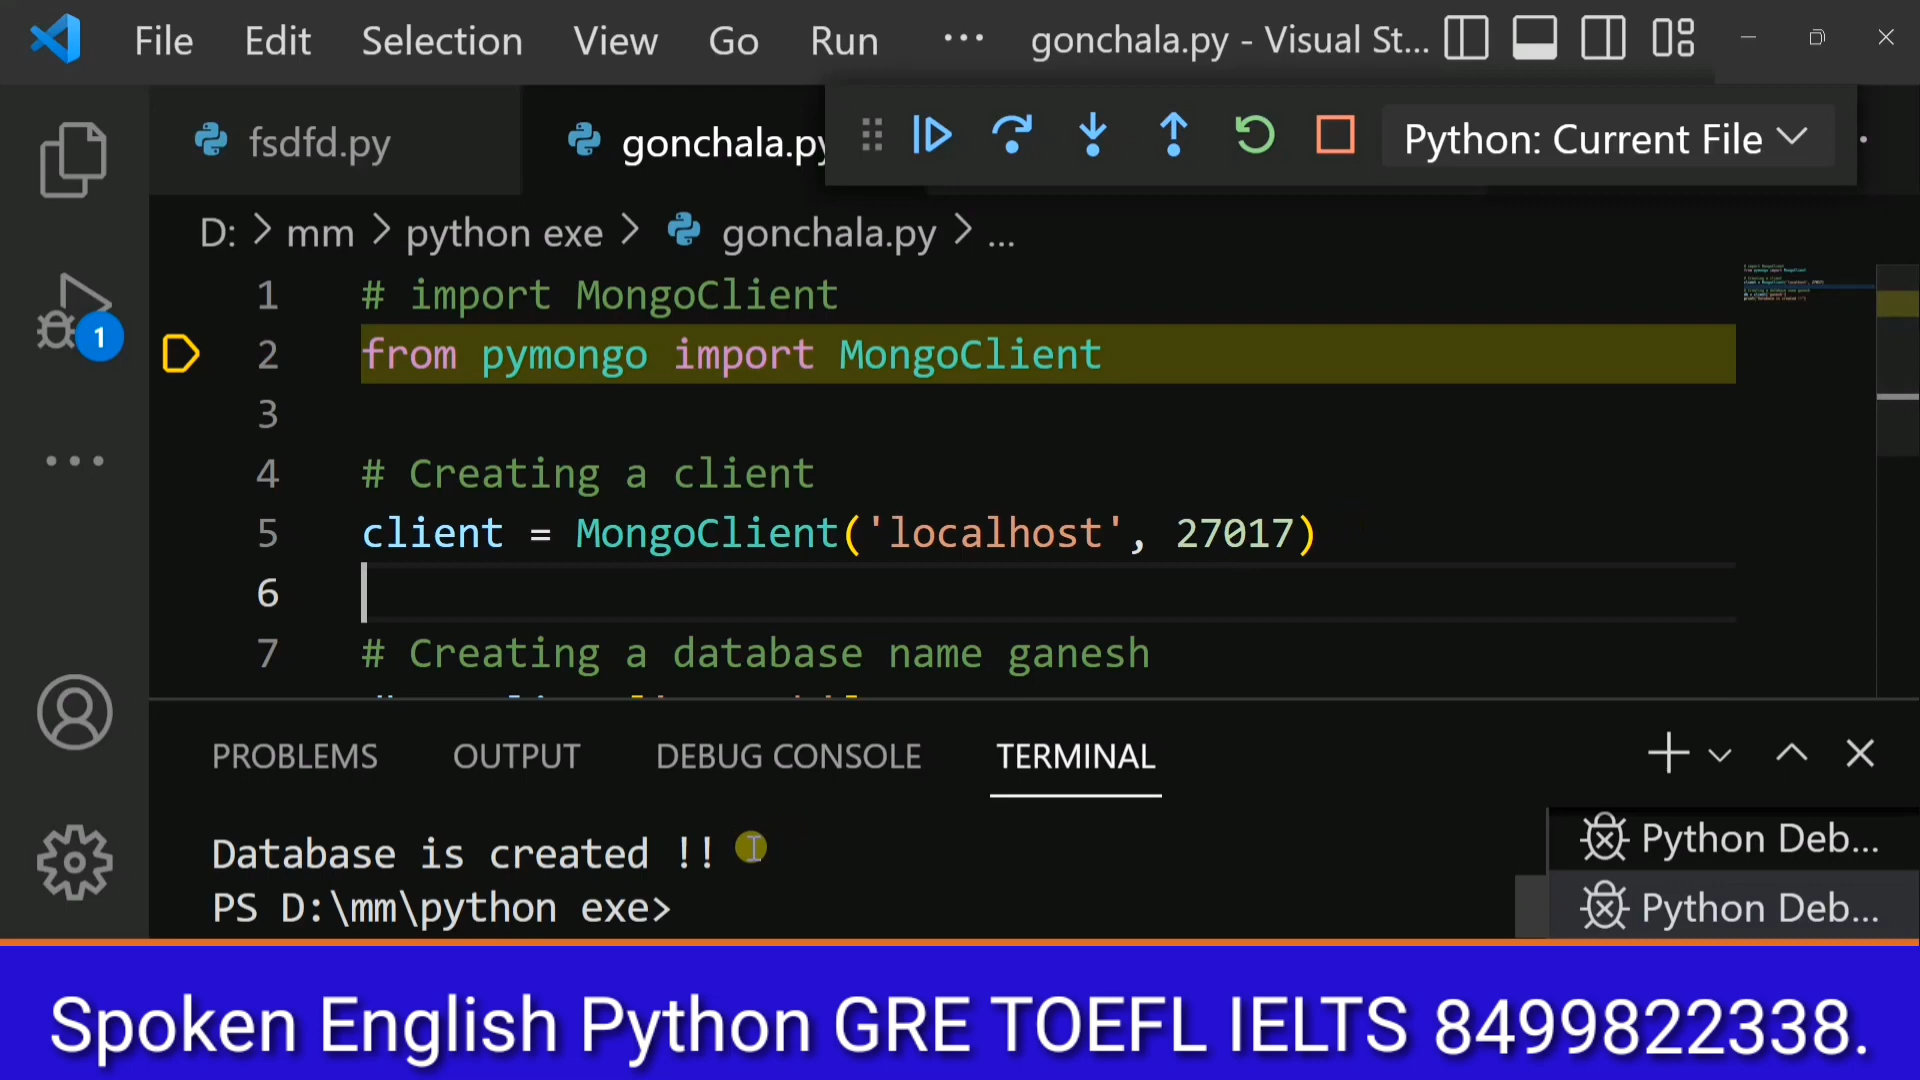 File Edit Selection View Go Run ··· gonchala.py - Visual St...
fsdfd.py gonchala.py Python: Current File
D: > mm > python exe > gonchala.py > ...
1 # import MongoClient
2 from pymongo import MongoClient
3
4 # Creating a client
5 client = MongoClient('localhost', 27017)
6
7 # Creating a database name ganesh
1
PROBLEMS OUTPUT DEBUG CONSOLE TERMINAL
Database is created !!
PS D:\mm\python exe>
Python Deb...
Python Deb...
Spoken English Python GRE TOEFL IELTS 8499822338.